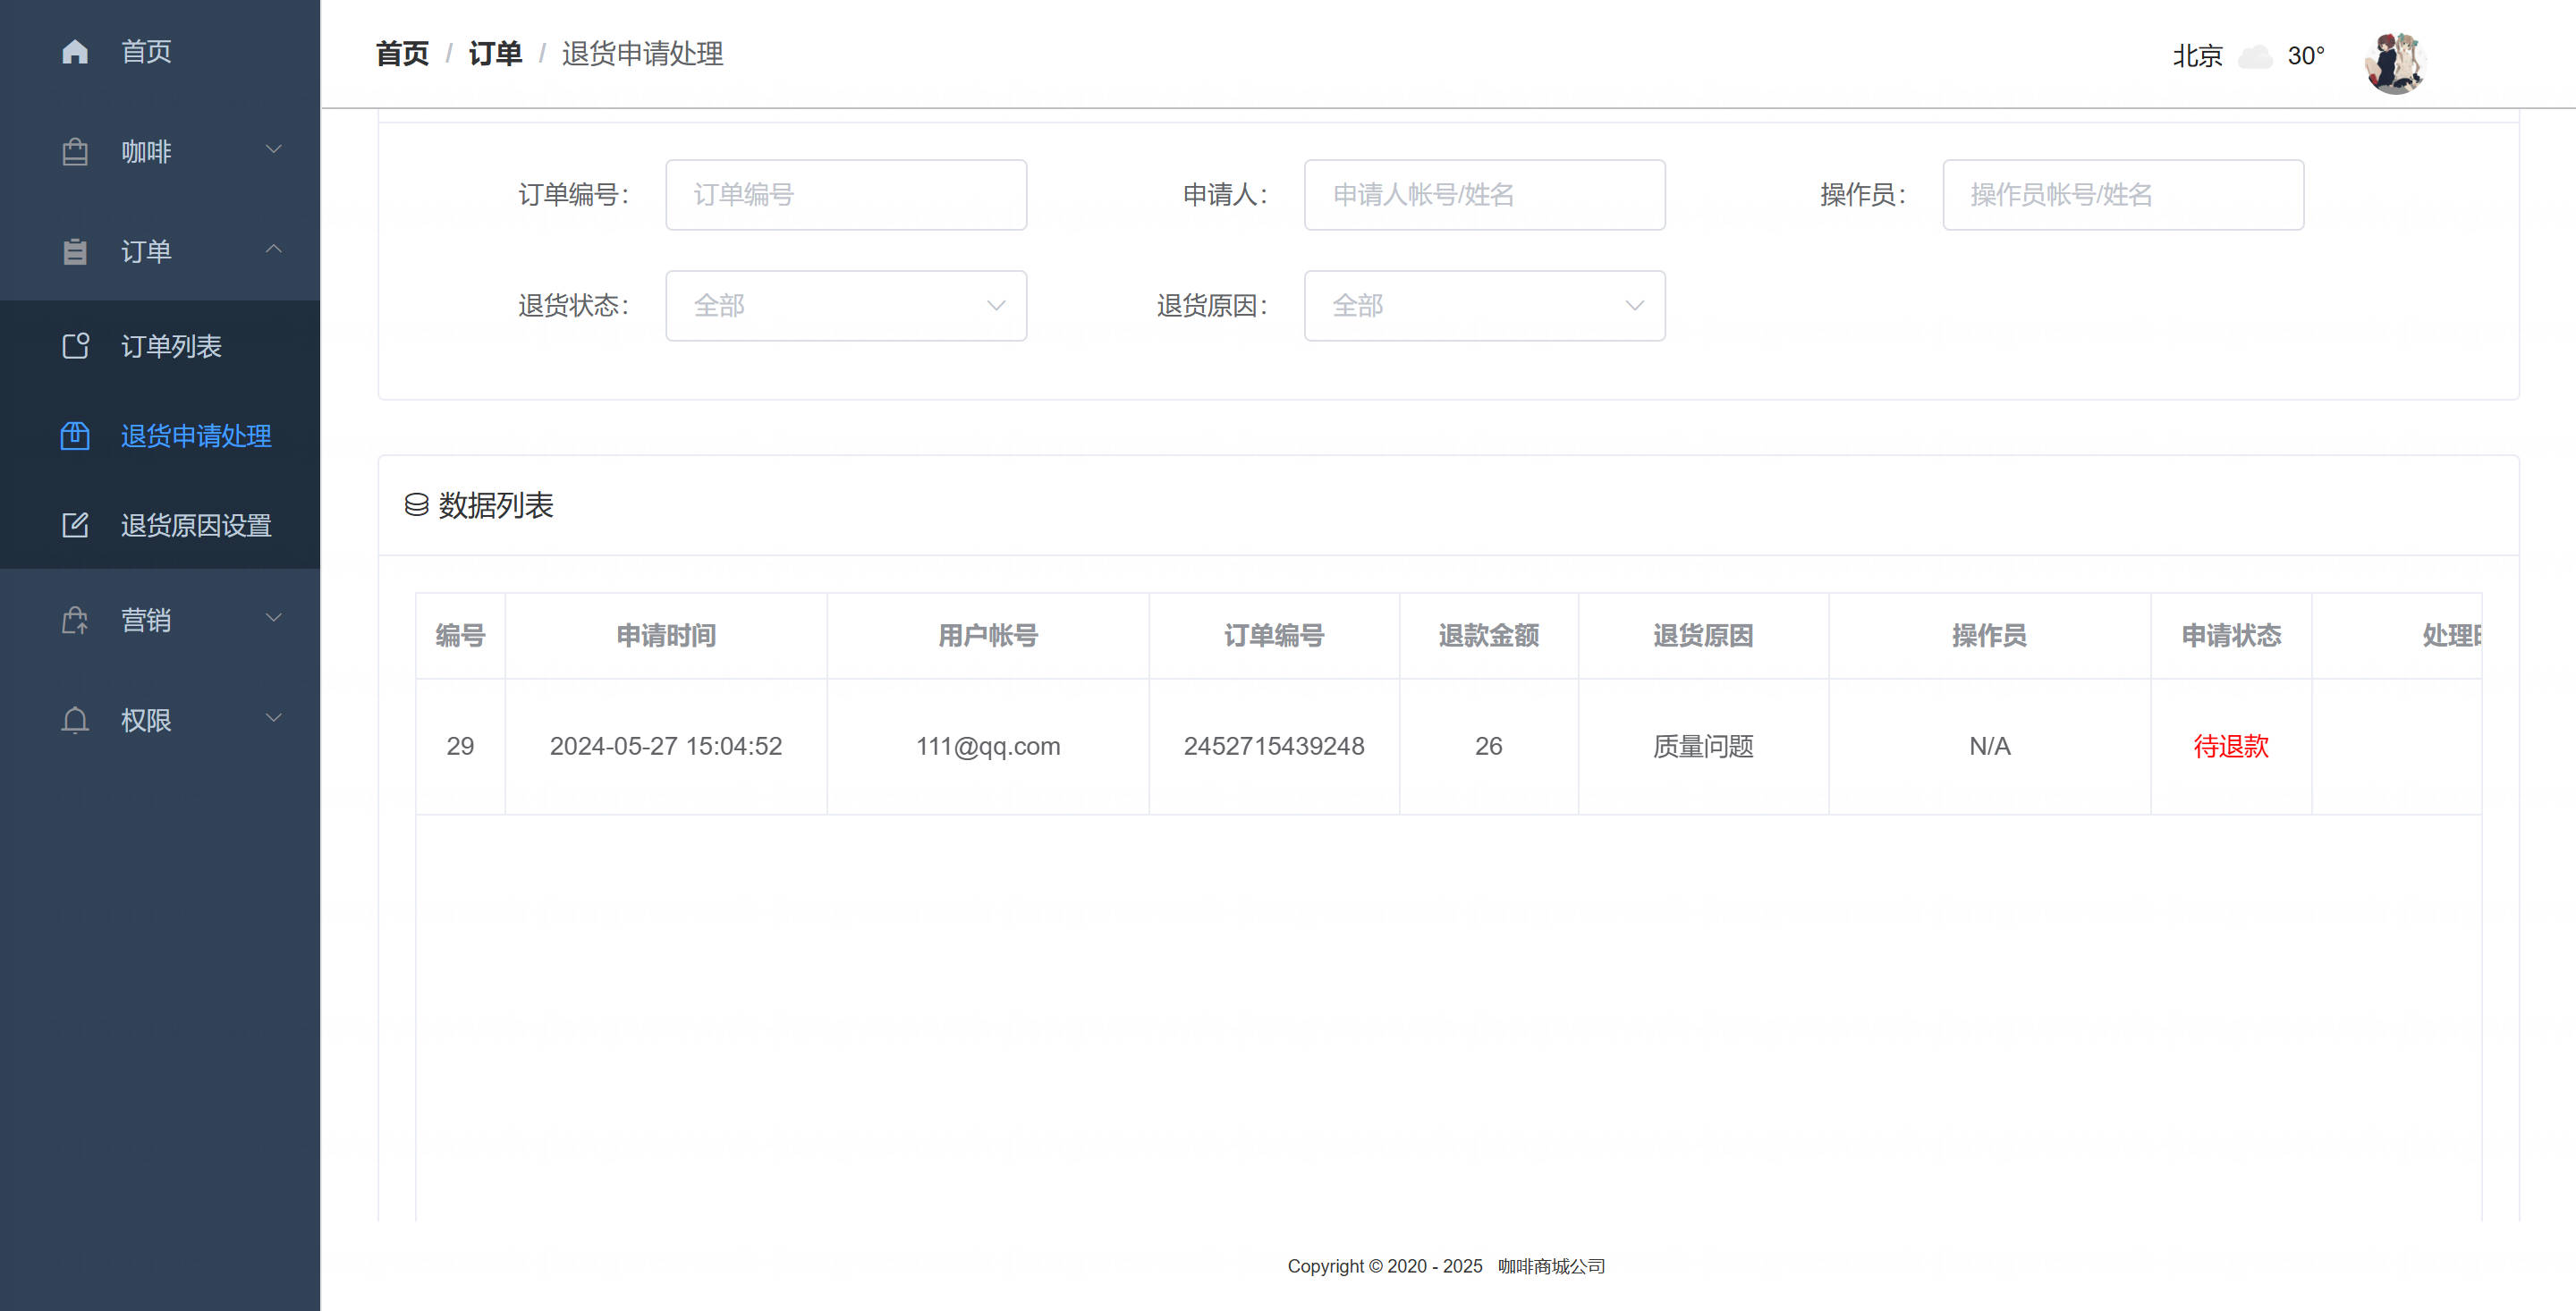 首页
咖啡
订单
订单列表
退货申请处理
退货原因设置
营销
权限
首页 / 订单 / 退货申请处理
北京 30°
订单编号： 订单编号 申请人： 申请人帐号/姓名 操作员： 操作员帐号/姓名
退货状态： 全部 退货原因： 全部
数据列表
编号 申请时间 用户帐号 订单编号 退款金额 退货原因 操作员 申请状态 处理
29 2024-05-27 15:04:52 111@qq.com 2452715439248 26 质量问题 N/A 待退款
Copyright © 2020 - 2025 咖啡商城公司